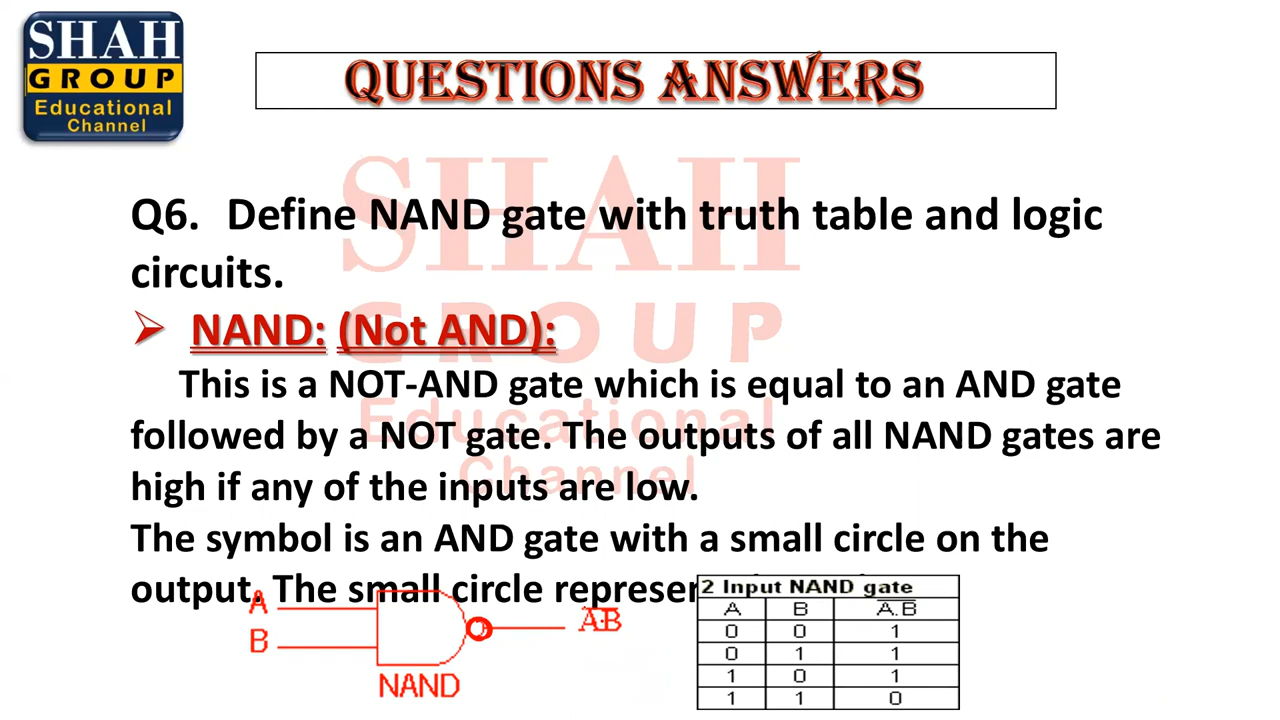 SHAH
GROUP
Educational
Channel
QUESTIONS ANSWERS
SHAH
GROUP
Educational
Channel
Q6. Define NAND gate with truth table and logic
circuits.
➢ NAND: (Not AND):
This is a NOT-AND gate which is equal to an AND gate
followed by a NOT gate. The outputs of all NAND gates are
high if any of the inputs are low.
The symbol is an AND gate with a small circle on the
output. The small circle
A
B
A.B̅
NAND
2 Input NAND gate
A B A.B
0 0 1
0 1 1
1 0 1
1 1 0